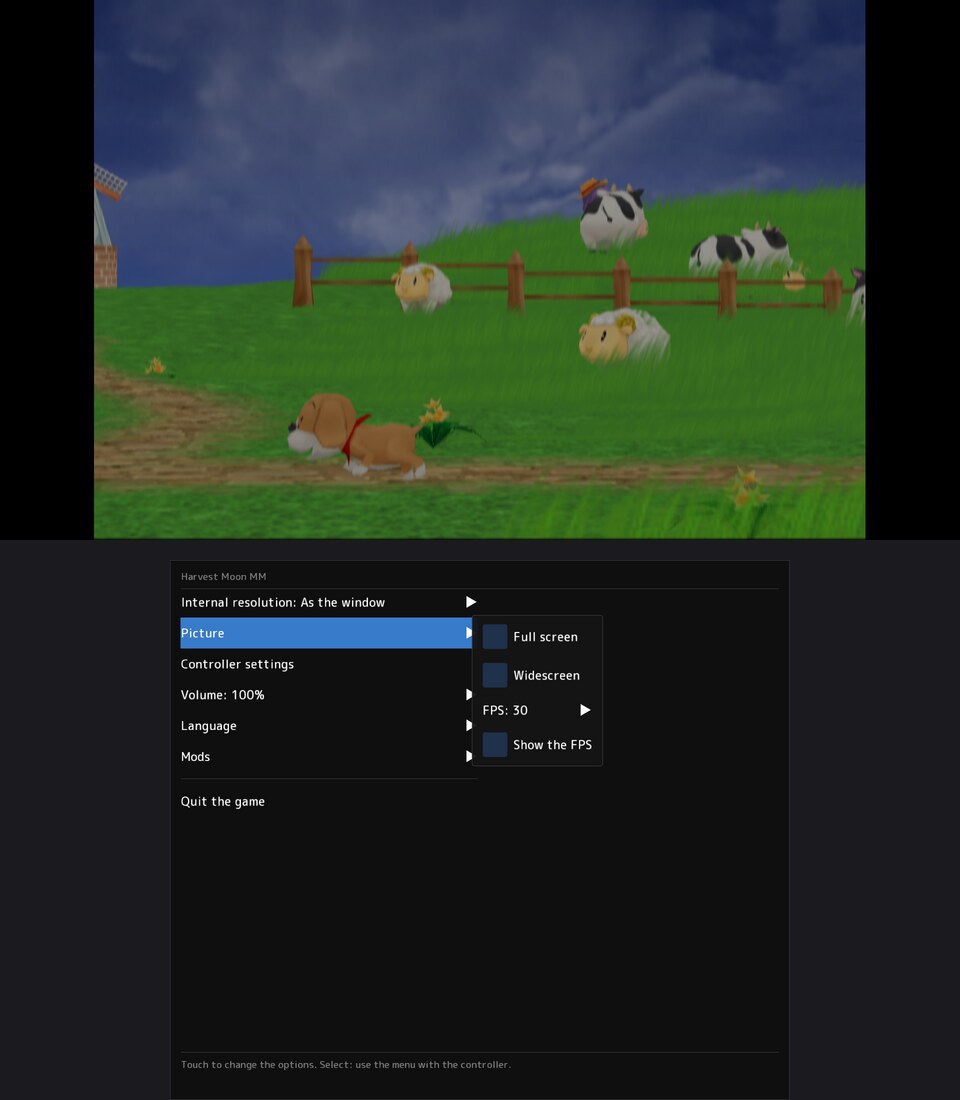 Harvest Moon MM
Internal resolution: As the window
Picture
Full screen
Widescreen
FPS: 30
Show the FPS
Controller settings
Volume: 100%
Language
Mods
Quit the game
Touch to change the options. Select: use the menu with the controller.